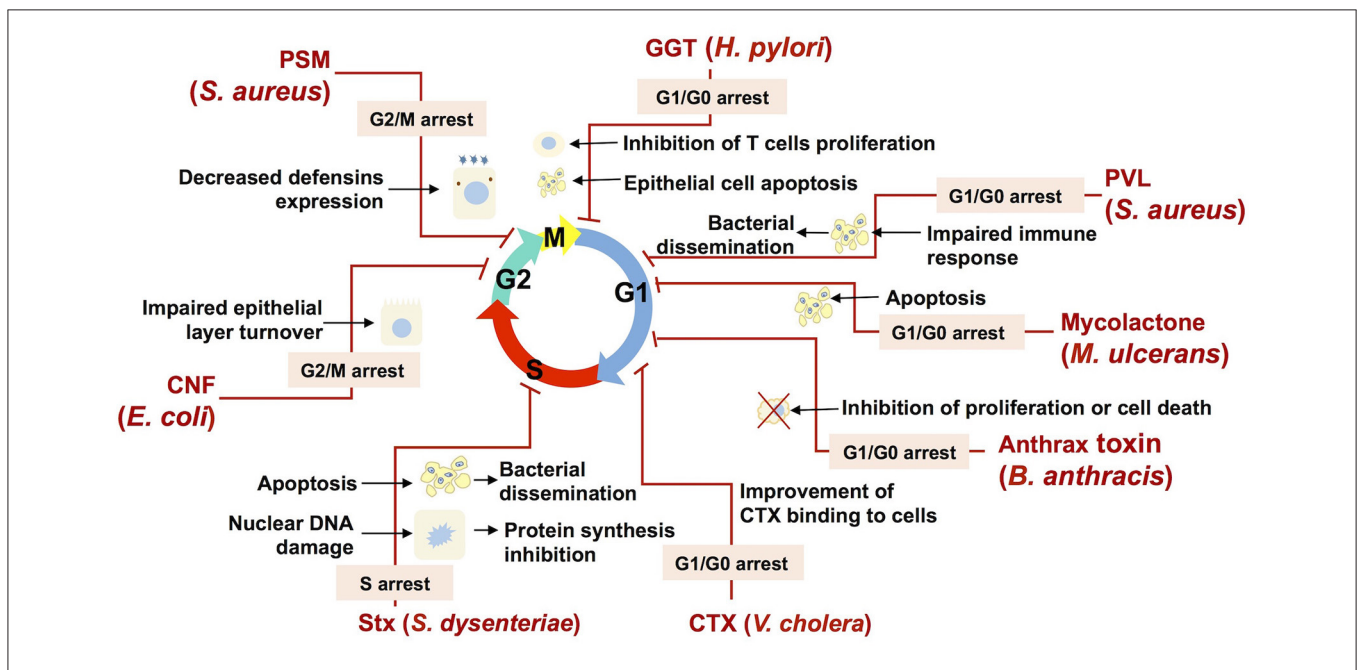 PSM
(S. aureus)
G2/M arrest
Decreased defensins
expression
GGT (H. pylori)
G1/G0 arrest
Inhibition of T cells proliferation
Epithelial cell apoptosis
G1/G0 arrest
PVL
(S. aureus)
Bacterial
dissemination
Impaired immune
response
M
G2
G1
S
Apoptosis
G1/G0 arrest
Mycolactone
(M. ulcerans)
Impaired epithelial
layer turnover
G2/M arrest
CNF
(E. coli)
Inhibition of proliferation or cell death
G1/G0 arrest
Anthrax toxin
(B. anthracis)
Apoptosis
Bacterial
dissemination
Nuclear DNA
damage
Protein synthesis
inhibition
S arrest
Stx (S. dysenteriae)
Improvement of
CTX binding to cells
G1/G0 arrest
CTX (V. cholera)